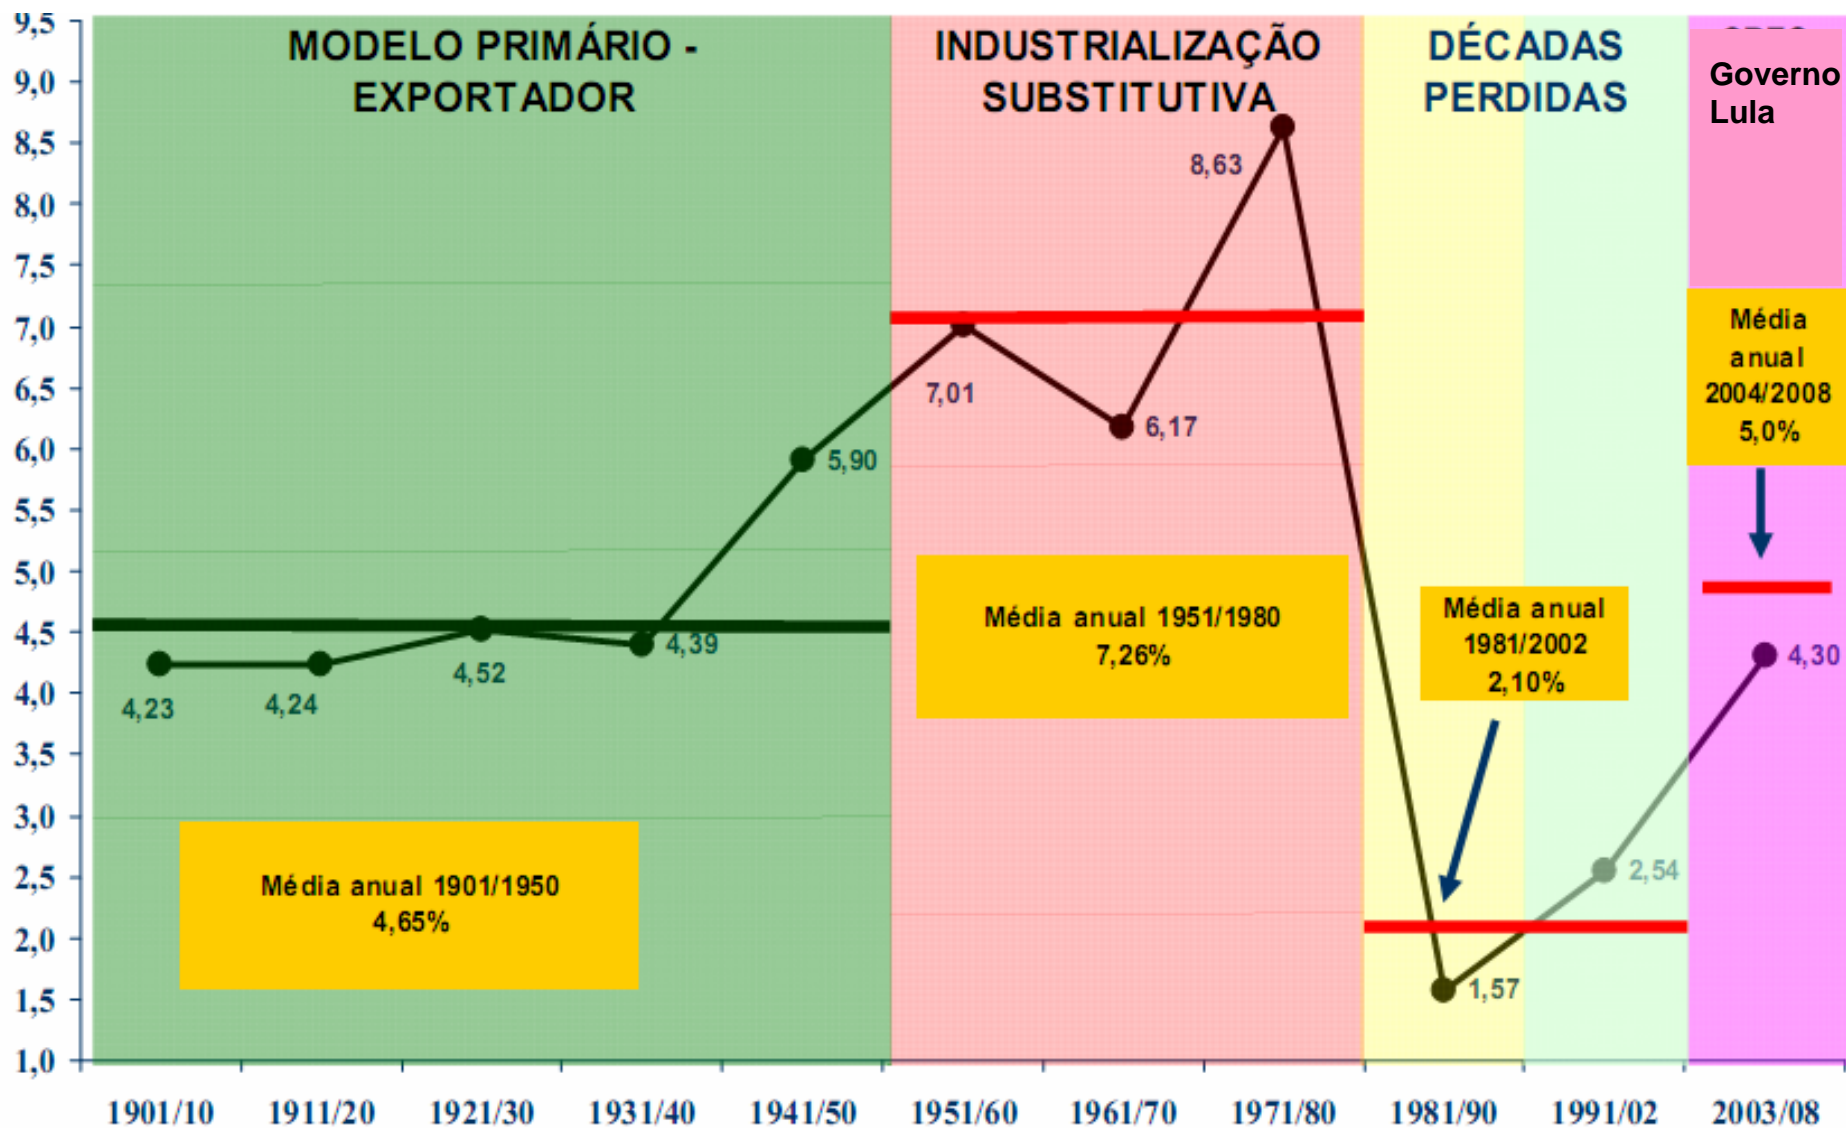 MODELO PRIMÁRIO -
EXPORTADOR
INDUSTRIALIZAÇÃO
SUBSTITUTIVA
DÉCADAS
PERDIDAS
Governo
Lula
9,5
9,0
8,5
8,0
7,5
7,0
6,5
6,0
5,5
5,0
4,5
4,0
3,5
3,0
2,5
2,0
1,5
1,0
4,23
4,24
4,52
4,39
5,90
7,01
6,17
8,63
1,57
2,54
4,30
Média anual 1901/1950
4,65%
Média anual 1951/1980
7,26%
Média anual
1981/2002
2,10%
Média
anual
2004/2008
5,0%
1901/10 1911/20 1921/30 1931/40 1941/50 1951/60 1961/70 1971/80 1981/90 1991/02 2003/08